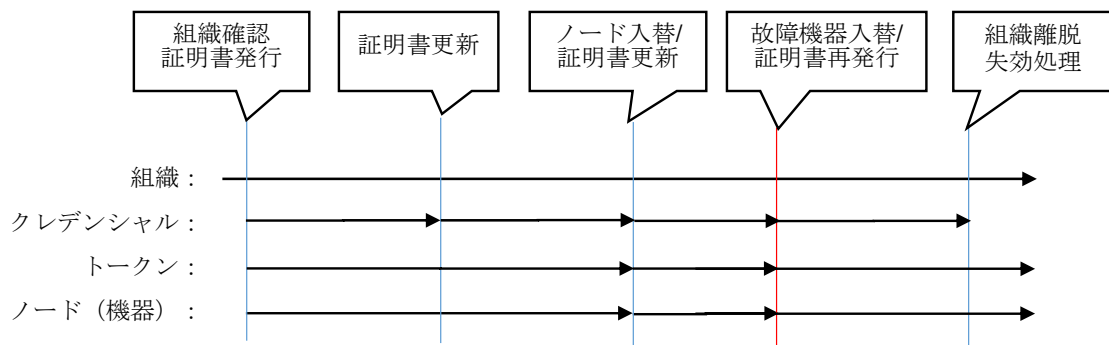 組織確認
証明書発行
証明書更新
ノード入替/
証明書更新
故障機器入替/
証明書再発行
組織離脱
失効処理
組織：
クレデンシャル：
トークン：
ノード（機器）：